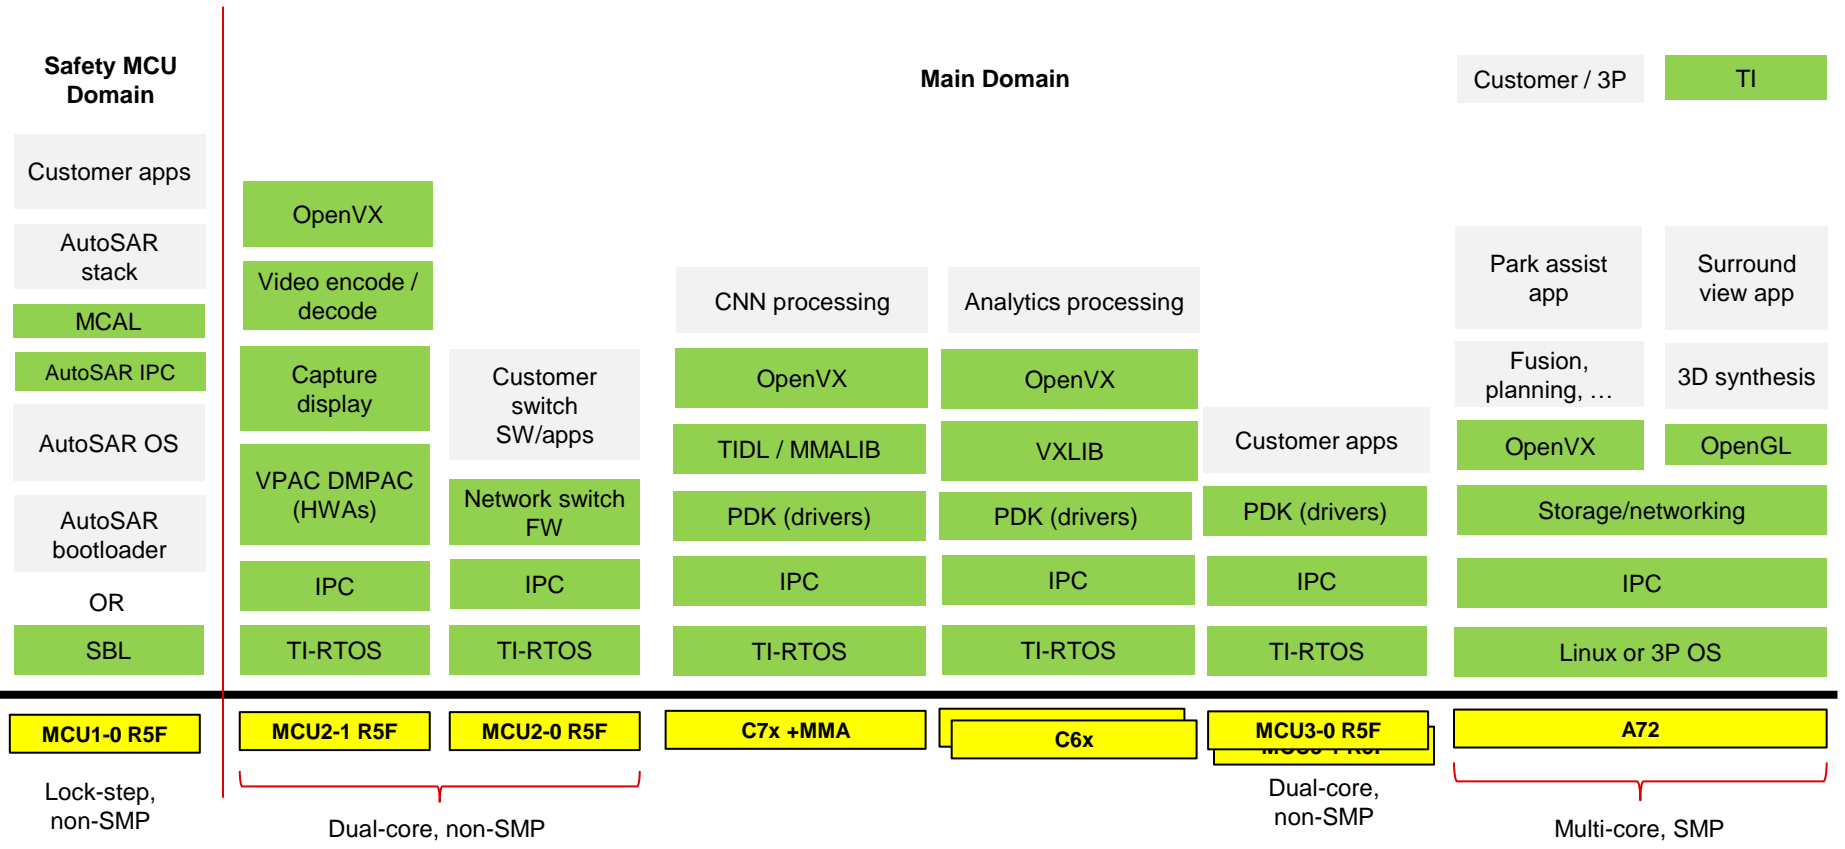 Safety MCU
Domain
Main Domain
Customer / 3P
TI
Customer apps
AutoSAR
stack
MCAL
AutoSAR IPC
AutoSAR OS
AutoSAR
bootloader
OR
SBL
OpenVX
Video encode /
decode
Capture
display
VPAC DMPAC
(HWAs)
IPC
TI-RTOS
Customer
switch
SW/apps
Network switch
FW
IPC
TI-RTOS
CNN processing
OpenVX
TIDL / MMALIB
PDK (drivers)
IPC
TI-RTOS
Analytics processing
OpenVX
VXLIB
PDK (drivers)
IPC
TI-RTOS
Customer apps
PDK (drivers)
IPC
TI-RTOS
Park assist
app
Fusion,
planning, …
OpenVX
Surround
view app
3D synthesis
OpenGL
Storage/networking
IPC
Linux or 3P OS
MCU1-0 R5F
MCU2-1 R5F
MCU2-0 R5F
C7x +MMA
C6x
MCU3-0 R5F
A72
Lock-step,
non-SMP
Dual-core, non-SMP
Dual-core,
non-SMP
Multi-core, SMP